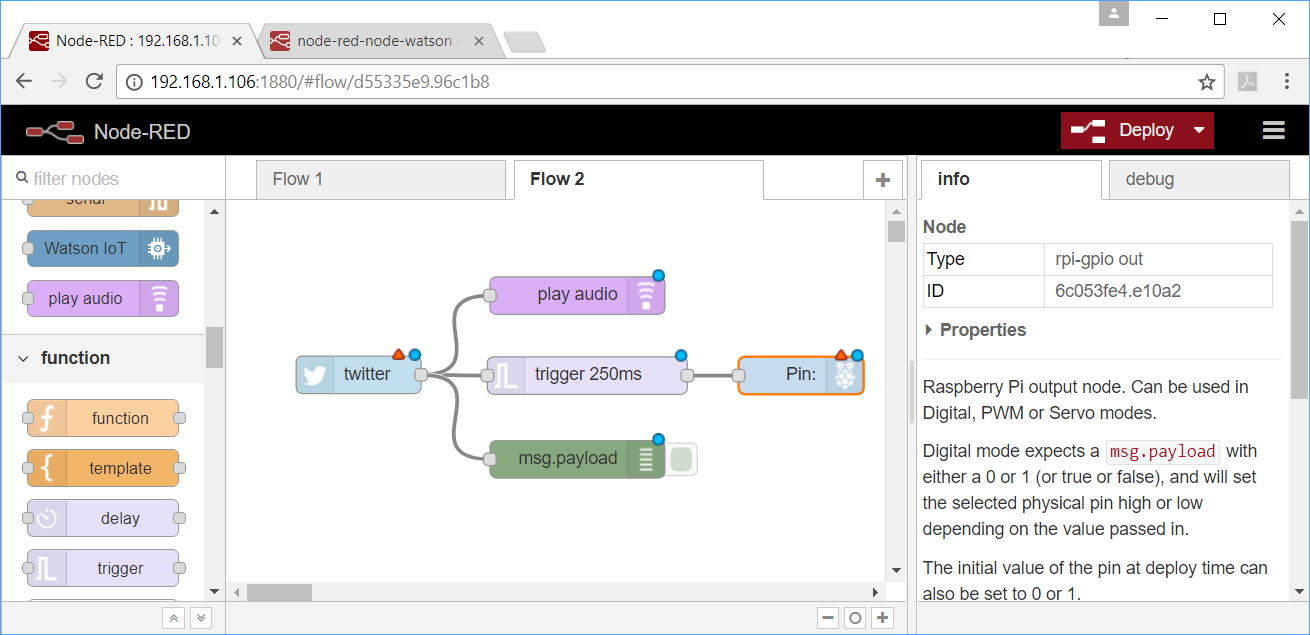 Node-RED : 192.168.1.10
node-red-node-watson
192.168.1.106:1880/#flow/d55335e9.96c1b8
Node-RED
Deploy
filter nodes
Flow 1
Flow 2
info
debug
serial
Watson IoT
play audio
function
function
template
delay
trigger
play audio
twitter
trigger 250ms
Pin:
msg.payload
Node
Type rpi-gpio out
ID 6c053fe4.e10a2
Properties
Raspberry Pi output node. Can be used in
Digital, PWM or Servo modes.
Digital mode expects a msg.payload with
either a 0 or 1 (or true or false), and will set
the selected physical pin high or low
depending on the value passed in.
The initial value of the pin at deploy time can
also be set to 0 or 1.